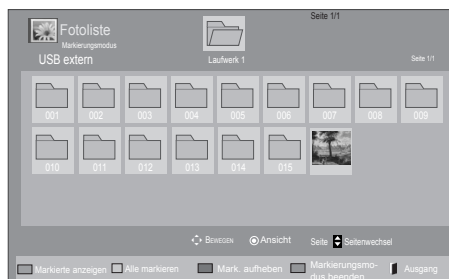 Seite 1/1
Fotoliste
Markierungsmodus
USB extern
Laufwerk 1
Seite 1/1
001 002 003 004 005 006 007 008 009
010 011 012 013 014 015
BEWEGEN Ansicht Seite Seitenwechsel
Markierte anzeigen Alle markieren Mark. aufheben Markierungsmo-
dus beenden Ausgang